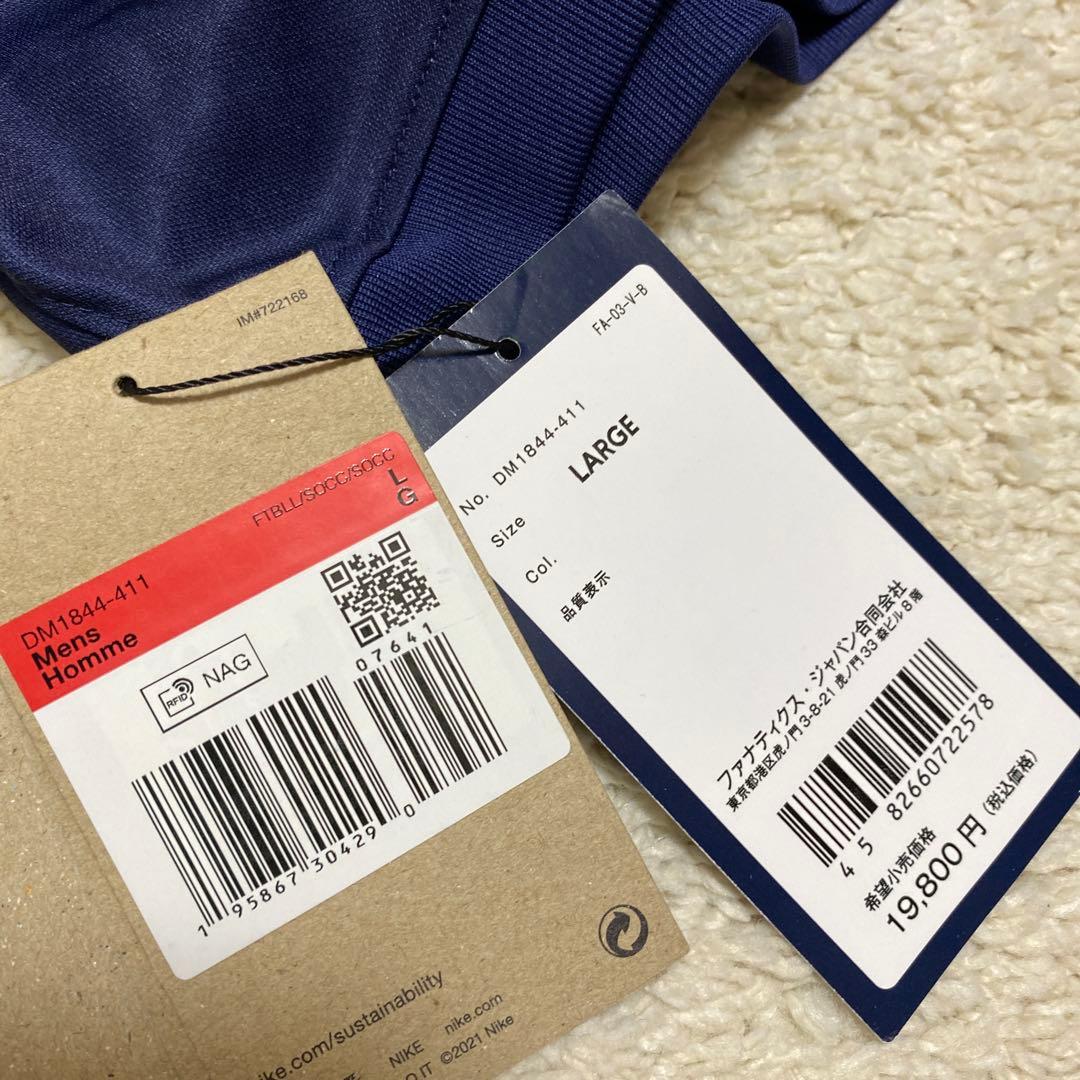 IM#722168
FTBLL/SOCC/SOCC
L
G
DM1844-411
Mens
Homme
RFID
NAG
07641
1 95867 30429 0
ke.com/sustainability
NIKE nike.com
O IT ©2021 Nike
FA-03-V-B
No. DM1844-411
Size LARGE
Col.
品質表示
ファナティクス・ジャパン合同会社
東京都港区虎ノ門3-8-21 虎ノ門33 森ビル8階
45 82660722578
希望小売価格
19,800円(税込価格)